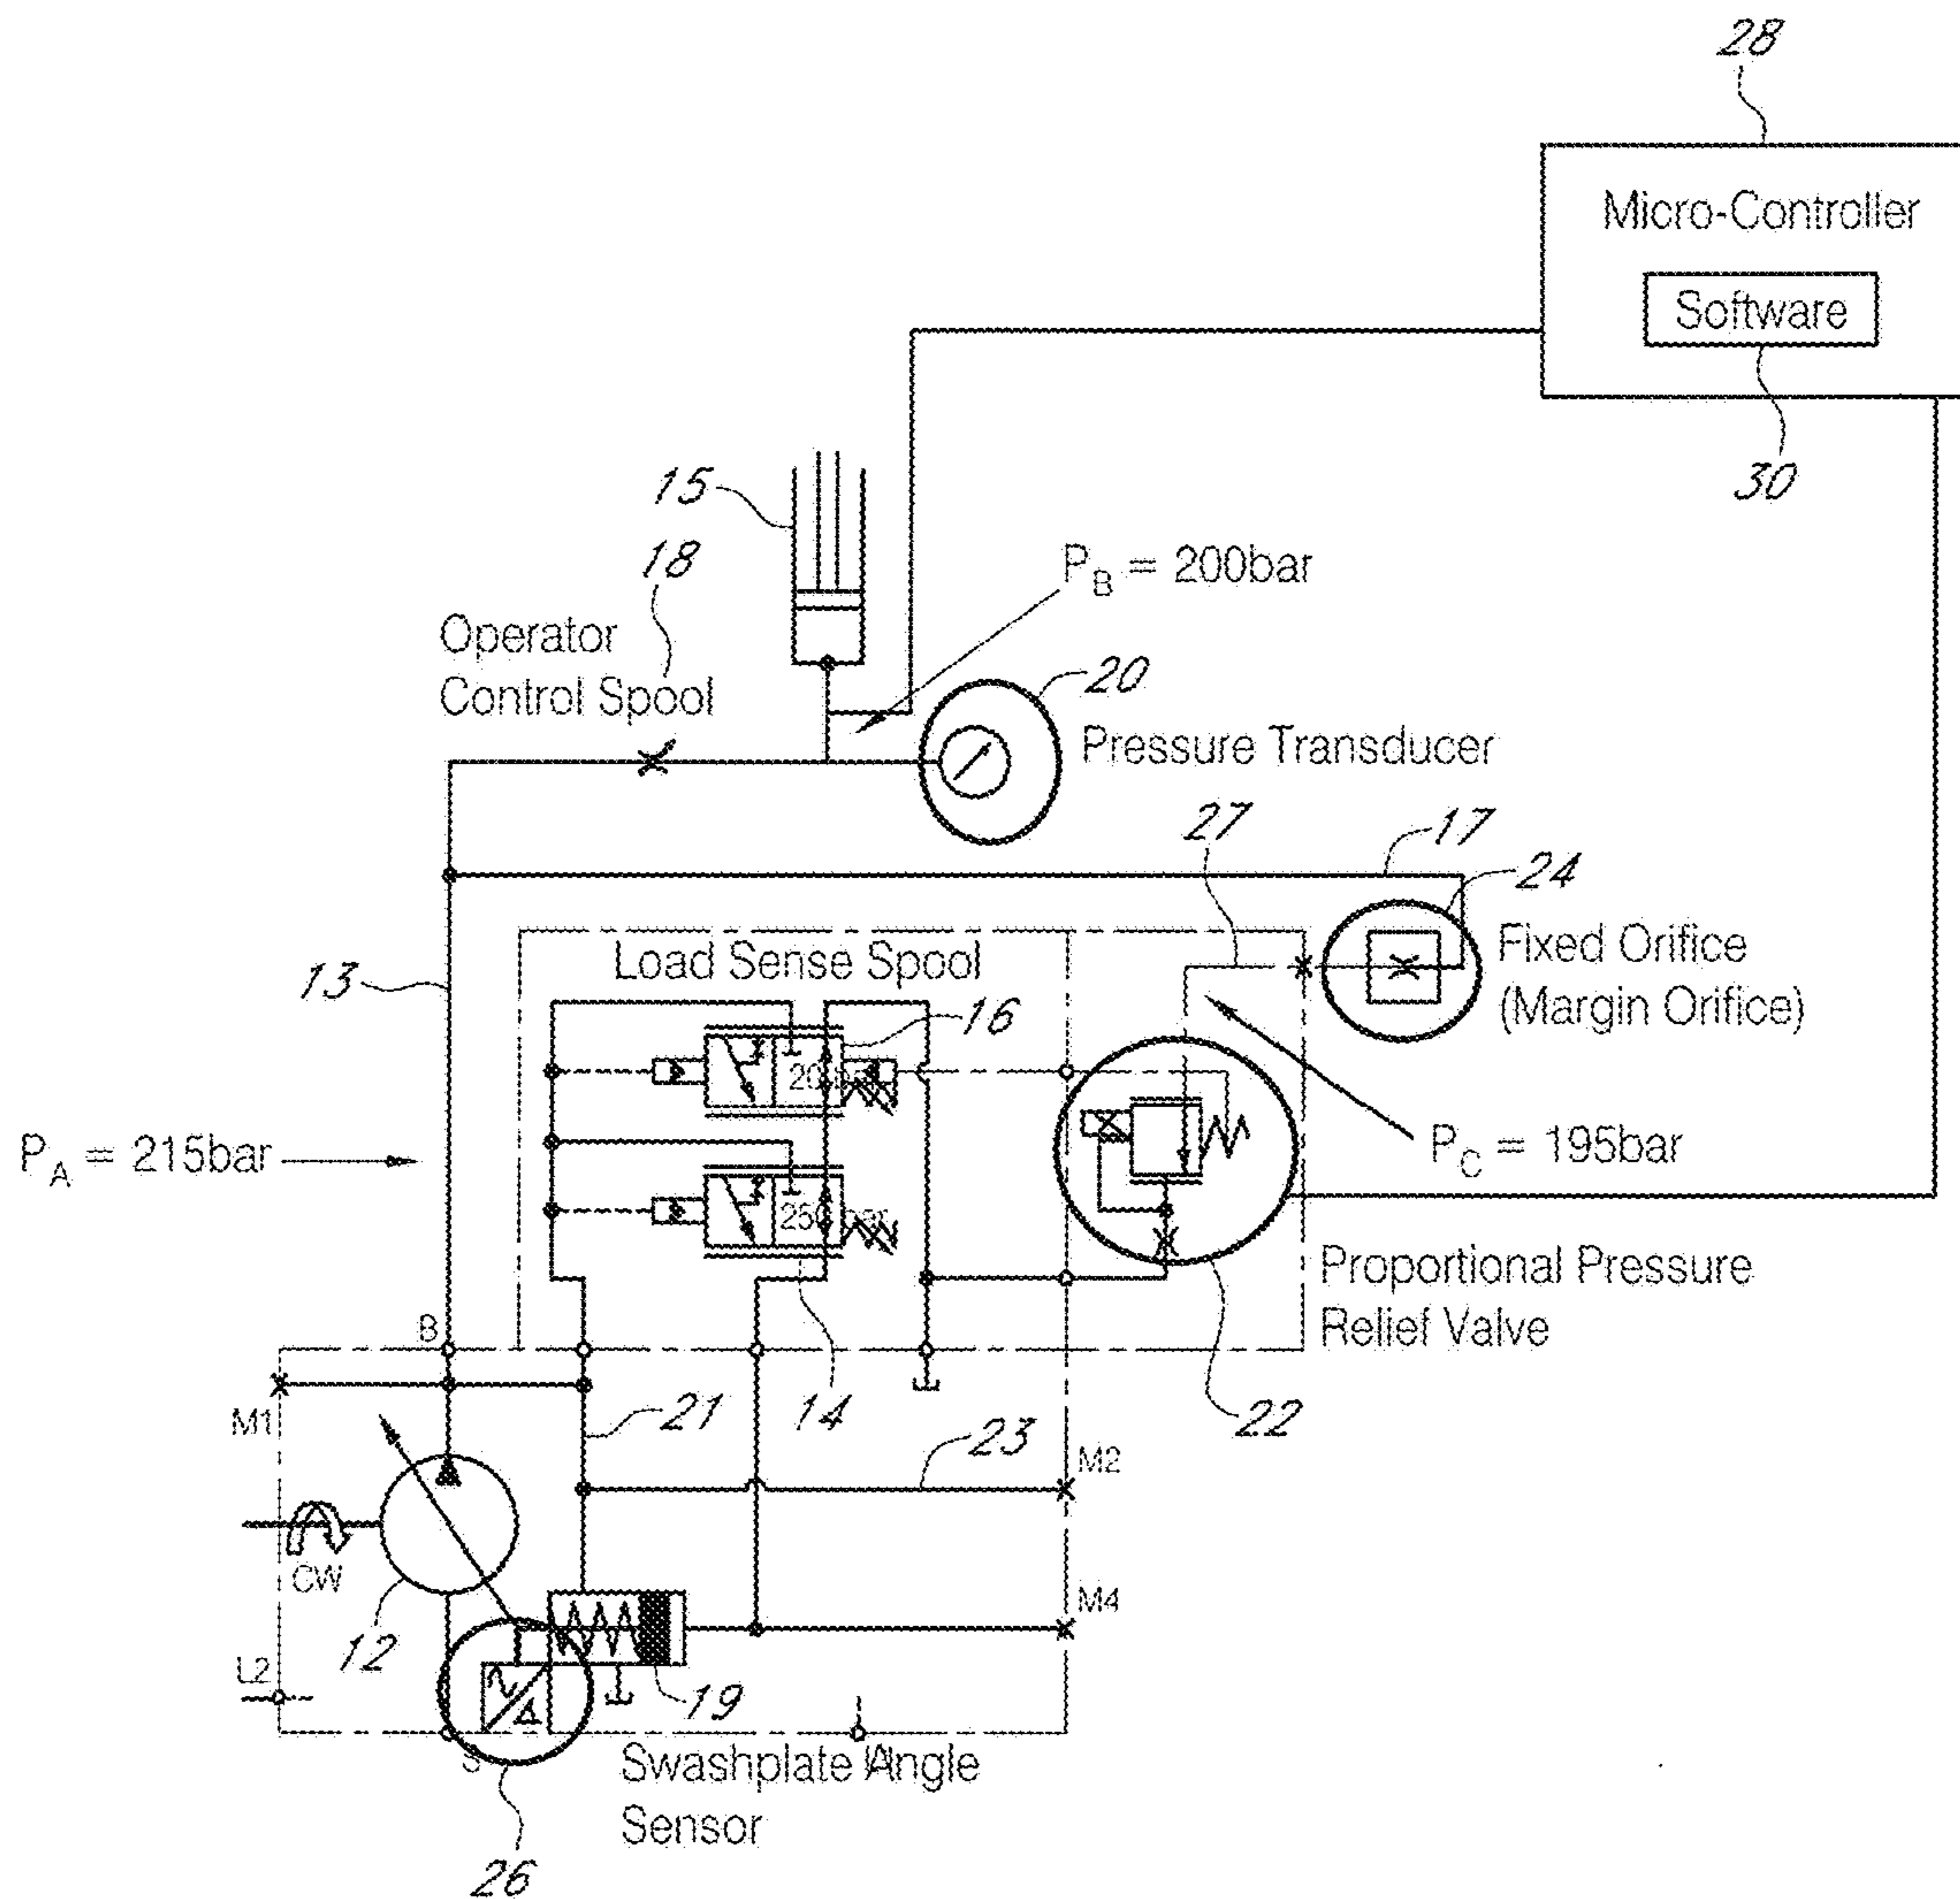 28
Micro-Controller
Software
30
15
18
P_B = 200bar
Operator
Control Spool
20
Pressure Transducer
27
17
24
Load Sense Spool
Fixed Orifice
(Margin Orifice)
13
16
P_A = 215bar
P_C = 195bar
250 bar
Proportional Pressure
Relief Valve
B
14
22
M1
21
23
M2
CW
M4
12
L2
19
S
Swashplate Angle
Sensor
26